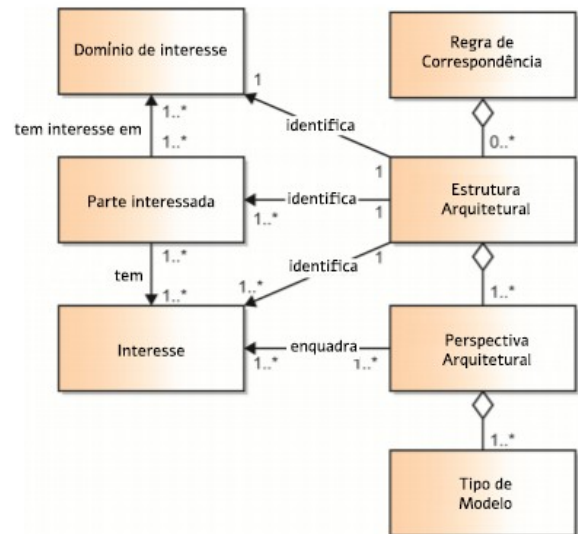 Domínio de interesse
Regra de
Correspondência
1
1..*
identifica
tem interesse em
1..*
0..*
1
Parte interessada
identifica
Estrutura
Arquitetural
1..*
1
1..*
identifica
1
tem
1..*
1..*
1..*
Interesse
enquadra
Perspectiva
Arquitetural
1..*
1..*
1..*
Tipo de
Modelo